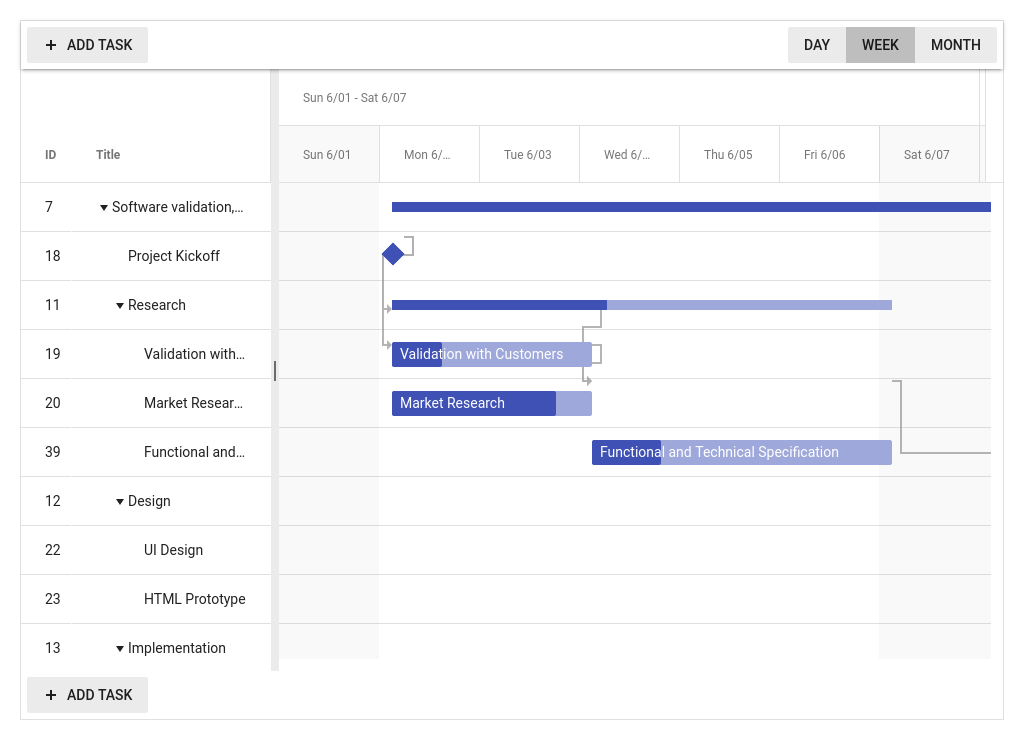 ADD TASK
DAY WEEK MONTH
Sun 6/01 - Sat 6/07
ID Title Sun 6/01 Mon 6/... Tue 6/03 Wed 6/... Thu 6/05 Fri 6/06 Sat 6/07
7 Software validation,...
18 Project Kickoff
11 Research
19 Validation with... Validation with Customers
20 Market Resear... Market Research
39 Functional and... Functional and Technical Specification
12 Design
22 UI Design
23 HTML Prototype
13 Implementation
ADD TASK